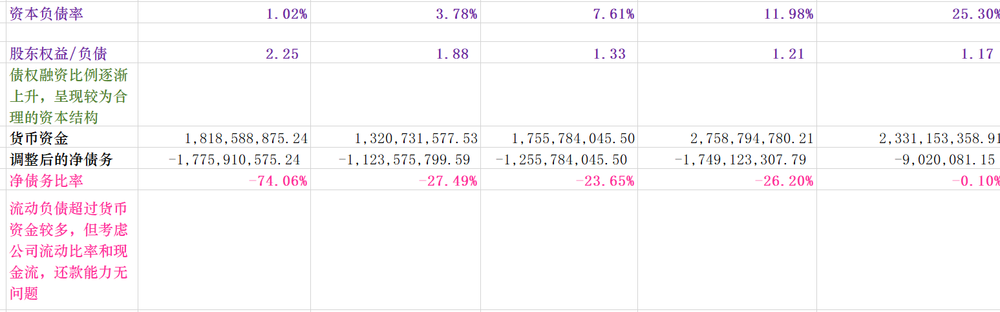 资本负债率 1.02% 3.78% 7.61% 11.98% 25.30%
股东权益/负债 2.25 1.88 1.33 1.21 1.17
债权融资比例逐渐
上升，呈现较为合
理的资本结构
货币资金 1,818,588,875.24 1,320,731,577.53 1,755,784,045.50 2,758,794,780.21 2,331,153,358.91
调整后的净债务 -1,775,910,575.24 -1,123,575,799.59 -1,255,784,045.50 -1,749,123,307.79 -9,020,081.15
净债务比率 -74.06% -27.49% -23.65% -26.20% -0.10%
流动负债超过货币
资金较多，但考虑
公司流动比率和现
金流，还款能力无
问题